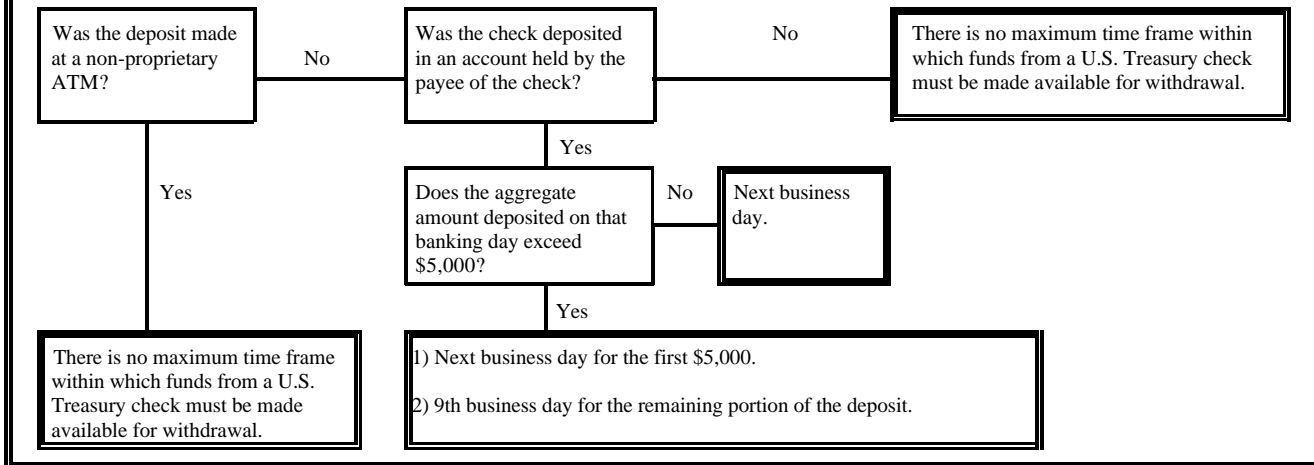 Was the deposit made
at a non-proprietary
ATM?
No
Was the check deposited
in an account held by the
payee of the check?
No
There is no maximum time frame within
which funds from a U.S. Treasury check
must be made available for withdrawal.
Yes
Yes
Does the aggregate
amount deposited on that
banking day exceed
$5,000?
No
Next business
day.
Yes
There is no maximum time frame
within which funds from a U.S.
Treasury check must be made
available for withdrawal.
1) Next business day for the first $5,000.
2) 9th business day for the remaining portion of the deposit.